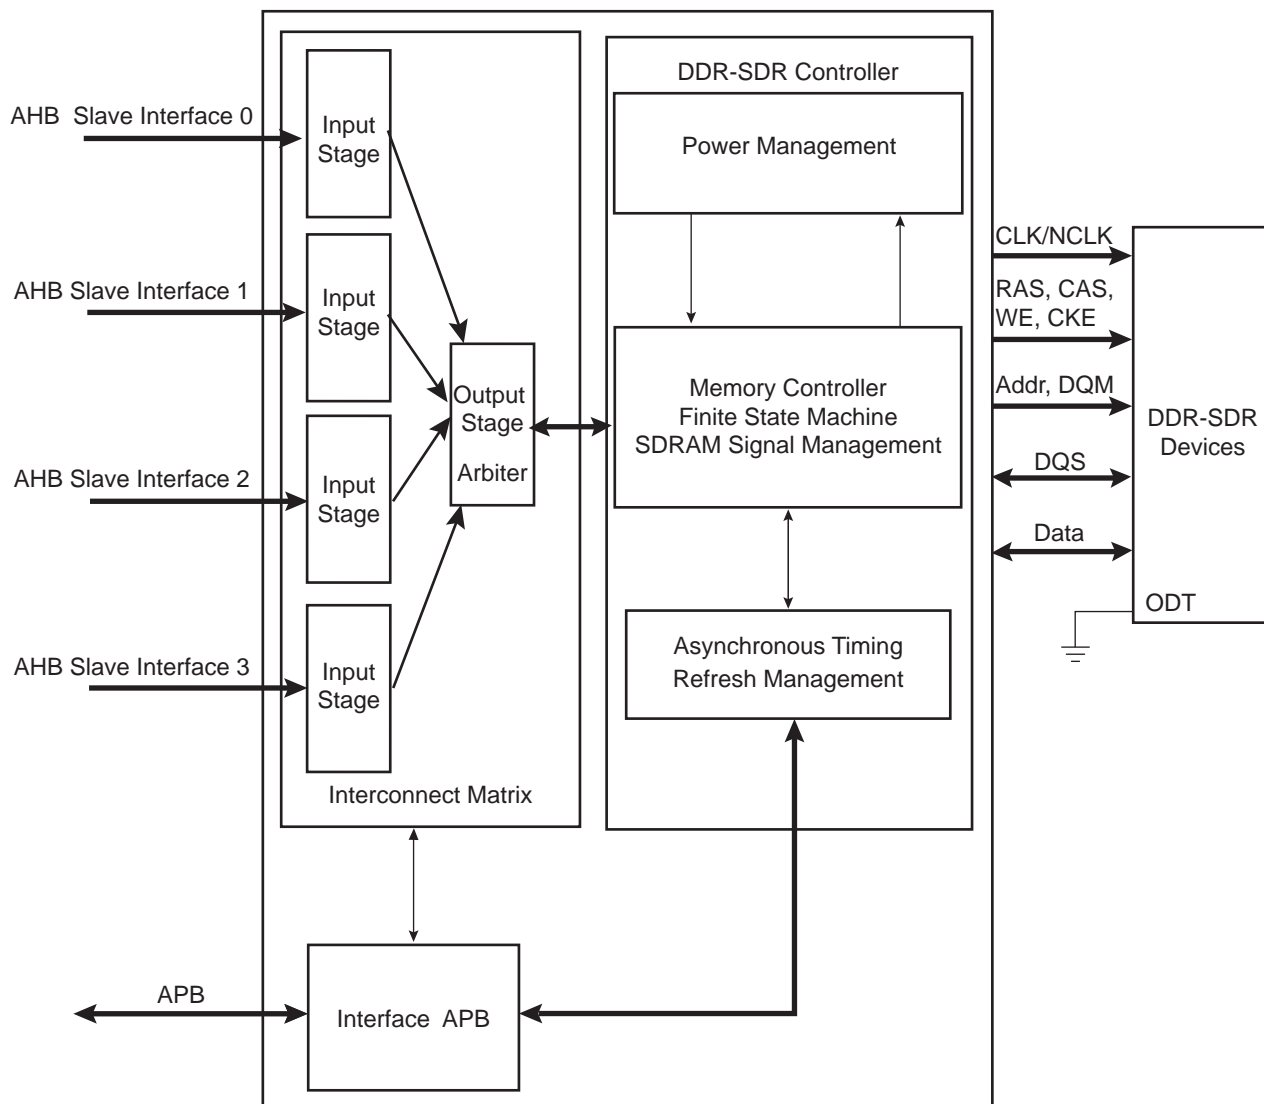 AHB Slave Interface 0
Input
Stage
AHB Slave Interface 1
Input
Stage
AHB Slave Interface 2
Input
Stage
AHB Slave Interface 3
Input
Stage
Output
Stage
Arbiter
Interconnect Matrix
DDR-SDR Controller
Power Management
Memory Controller
Finite State Machine
SDRAM Signal Management
Asynchronous Timing
Refresh Management
CLK/NCLK
RAS, CAS,
WE, CKE
Addr, DQM
DQS
Data
ODT
DDR-SDR
Devices
APB
Interface APB